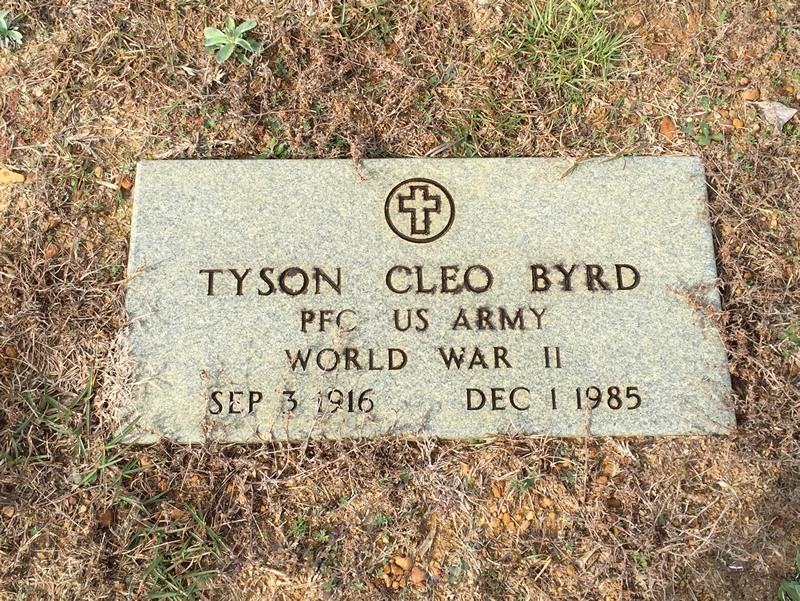 TYSON CLEO BYRD
PFC US ARMY
WORLD WAR II
SEP 3 1916 DEC 1 1985